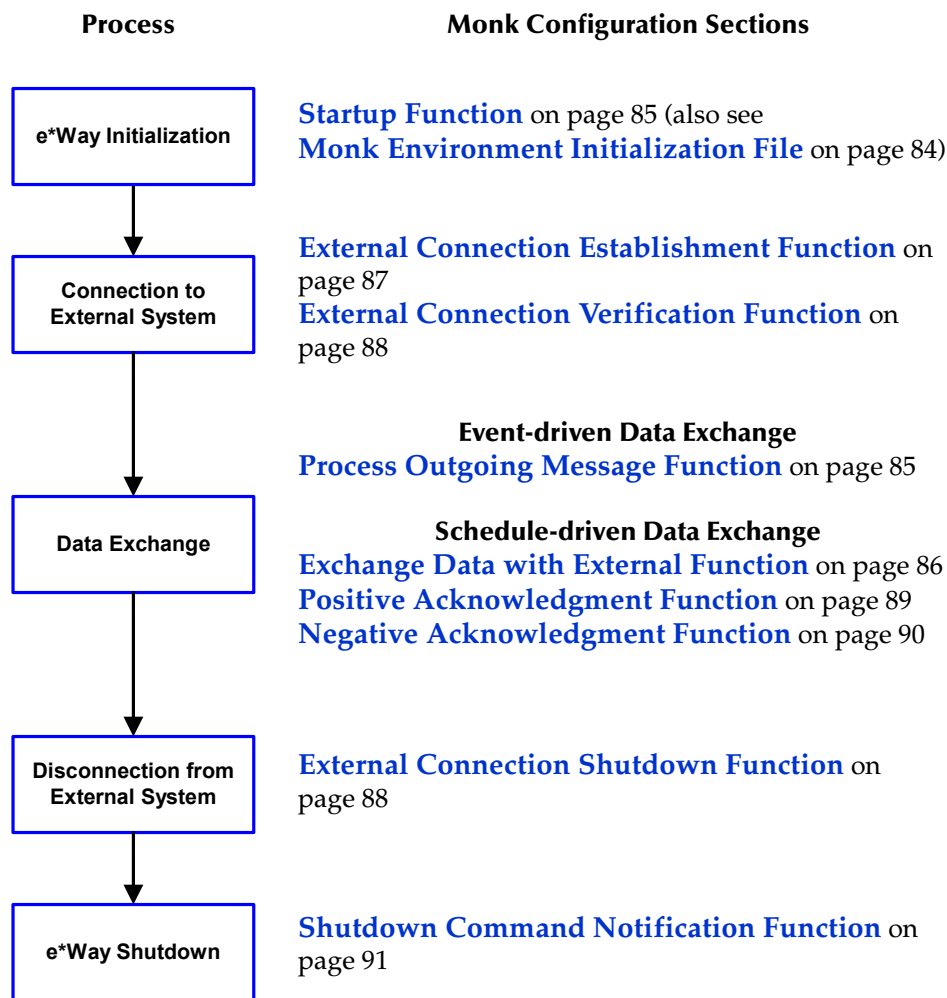 Process
Monk Configuration Sections
e*Way Initialization
Startup Function on page 85 (also see
Monk Environment Initialization File on page 84)
Connection to
External System
External Connection Establishment Function on
page 87
External Connection Verification Function on
page 88
Event-driven Data Exchange
Process Outgoing Message Function on page 85
Data Exchange
Schedule-driven Data Exchange
Exchange Data with External Function on page 86
Positive Acknowledgment Function on page 89
Negative Acknowledgment Function on page 90
Disconnection from
External System
External Connection Shutdown Function on
page 88
e*Way Shutdown
Shutdown Command Notification Function on
page 91